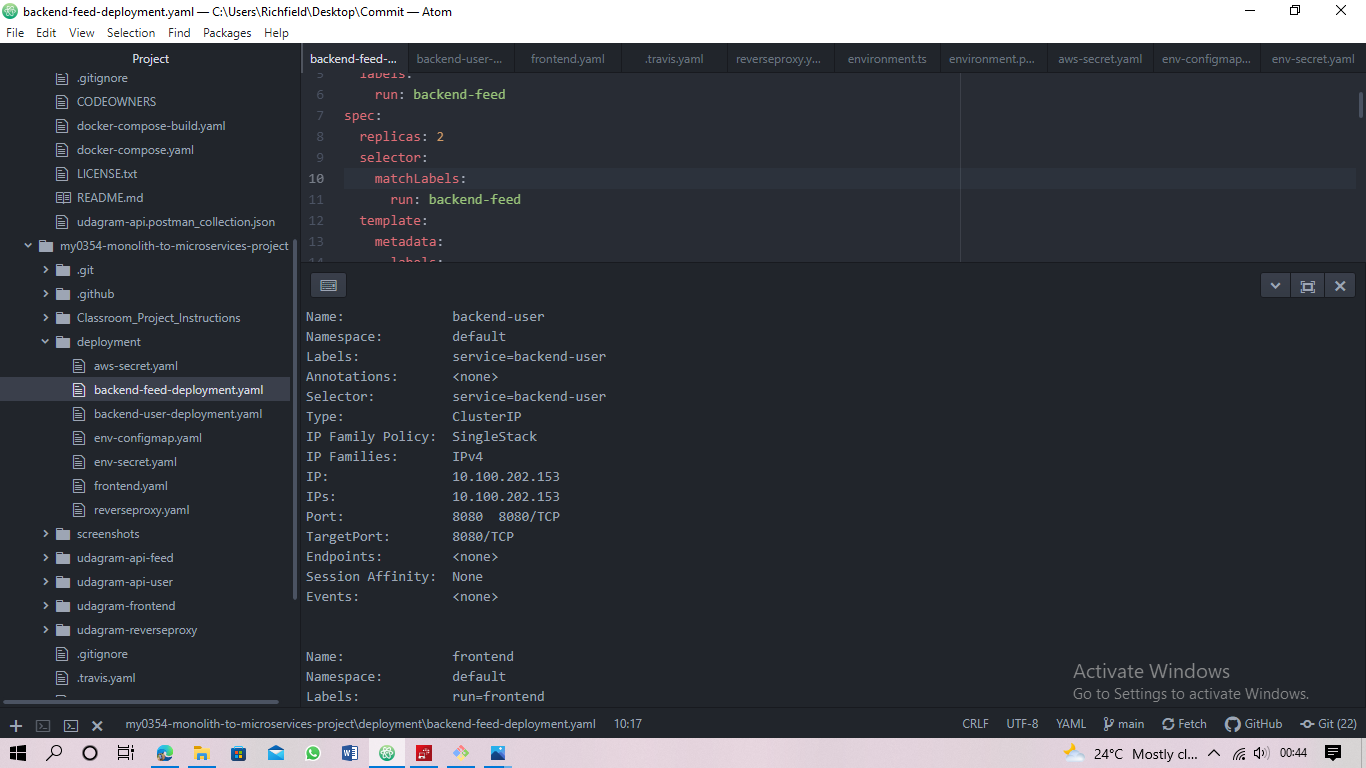 backend-feed-deployment.yaml — C:\Users\Richfield\Desktop\Commit — Atom
File Edit View Selection Find Packages Help
Project
.gitignore
CODEOWNERS
docker-compose-build.yaml
docker-compose.yaml
LICENSE.txt
README.md
udagram-api.postman_collection.json
my0354-monolith-to-microservices-project
.git
.github
Classroom_Project_Instructions
deployment
aws-secret.yaml
backend-feed-deployment.yaml
backend-user-deployment.yaml
env-configmap.yaml
env-secret.yaml
frontend.yaml
reverseproxy.yaml
screenshots
udagram-api-feed
udagram-api-user
udagram-frontend
udagram-reverseproxy
.gitignore
.travis.yaml
backend-feed-... backend-user-... frontend.yaml .travis.yaml reverseproxy.y... environment.ts environment.p... aws-secret.yaml env-configmap... env-secret.yaml
5 labels:
6 run: backend-feed
7 spec:
8 replicas: 2
9 selector:
10 matchLabels:
11 run: backend-feed
12 template:
13 metadata:
14 labels:
Name: backend-user
Namespace: default
Labels: service=backend-user
Annotations: <none>
Selector: service=backend-user
Type: ClusterIP
IP Family Policy: SingleStack
IP Families: IPv4
IP: 10.100.202.153
IPs: 10.100.202.153
Port: 8080 8080/TCP
TargetPort: 8080/TCP
Endpoints: <none>
Session Affinity: None
Events: <none>
Name: frontend
Namespace: default
Labels: run=frontend
Activate Windows
Go to Settings to activate Windows.
my0354-monolith-to-microservices-project\deployment\backend-feed-deployment.yaml 10:17 CRLF UTF-8 YAML main Fetch GitHub Git (22)
24°C Mostly cl... 00:44